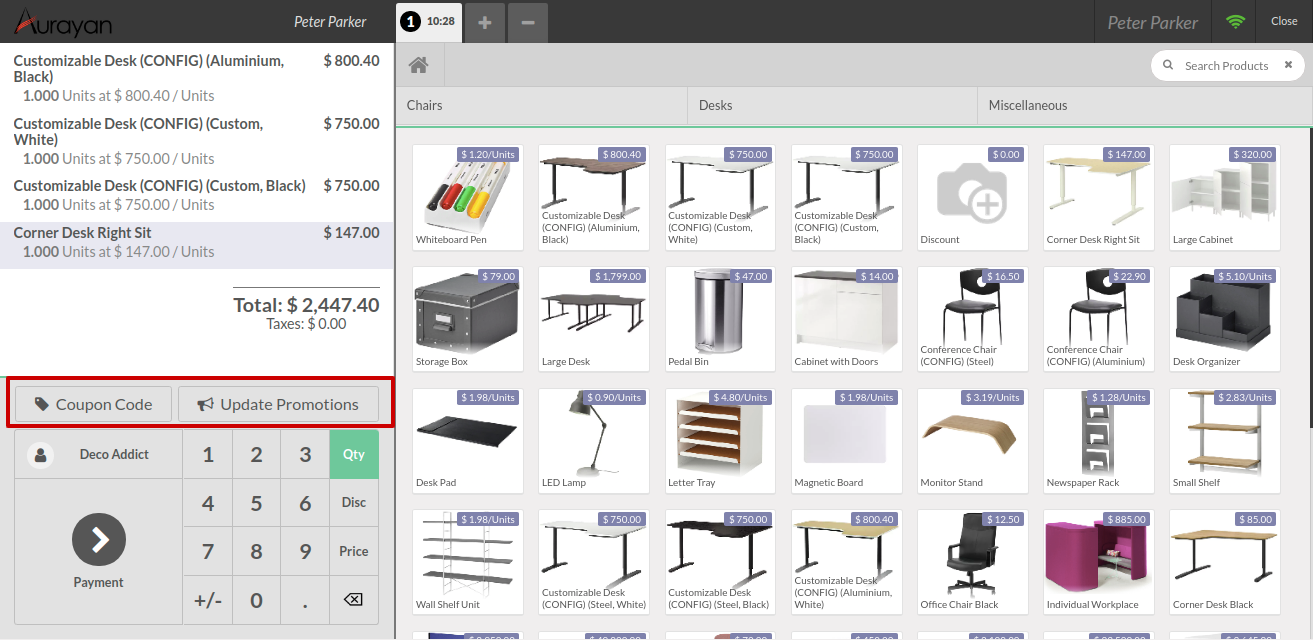 Aurayan
Peter Parker
1 10:28
Peter Parker
Close
Search Products
Chairs
Desks
Miscellaneous
Customizable Desk (CONFIG) (Aluminium, Black) $ 800.40
1.000 Units at $ 800.40 / Units
Customizable Desk (CONFIG) (Custom, White) $ 750.00
1.000 Units at $ 750.00 / Units
Customizable Desk (CONFIG) (Custom, Black) $ 750.00
1.000 Units at $ 750.00 / Units
Corner Desk Right Sit $ 147.00
1.000 Units at $ 147.00 / Units
Total: $ 2,447.40
Taxes: $ 0.00
Coupon Code
Update Promotions
Deco Addict
1 2 3 Qty
4 5 6 Disc
7 8 9 Price
+/- 0 .
Payment
$ 1.20/Units
Whiteboard Pen
$ 800.40
Customizable Desk
(CONFIG) (Aluminium,
Black)
$ 750.00
Customizable Desk
(CONFIG) (Custom,
White)
$ 750.00
Customizable Desk
(CONFIG) (Custom,
Black)
$ 0.00
Discount
$ 147.00
Corner Desk Right Sit
$ 320.00
Large Cabinet
$ 79.00
Storage Box
$ 1,799.00
Large Desk
$ 47.00
Pedal Bin
$ 14.00
Cabinet with Doors
$ 16.50
Conference Chair
(CONFIG) (Steel)
$ 22.90
Conference Chair
(CONFIG) (Aluminium)
$ 5.10/Units
Desk Organizer
$ 1.98/Units
Desk Pad
$ 0.90/Units
LED Lamp
$ 4.80/Units
Letter Tray
$ 1.98/Units
Magnetic Board
$ 3.19/Units
Monitor Stand
$ 1.28/Units
Newspaper Rack
$ 2.83/Units
Small Shelf
$ 1.98/Units
Wall Shelf Unit
$ 750.00
Customizable Desk
(CONFIG) (Steel, White)
$ 750.00
Customizable Desk
(CONFIG) (Steel, Black)
$ 800.40
Customizable Desk
(CONFIG) (Aluminium,
White)
$ 12.50
Office Chair Black
$ 885.00
Individual Workplace
$ 85.00
Corner Desk Black